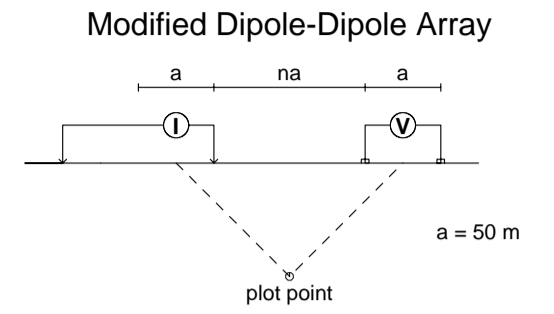 Modified Dipole-Dipole Array
a na a
I V
a = 50 m
plot point